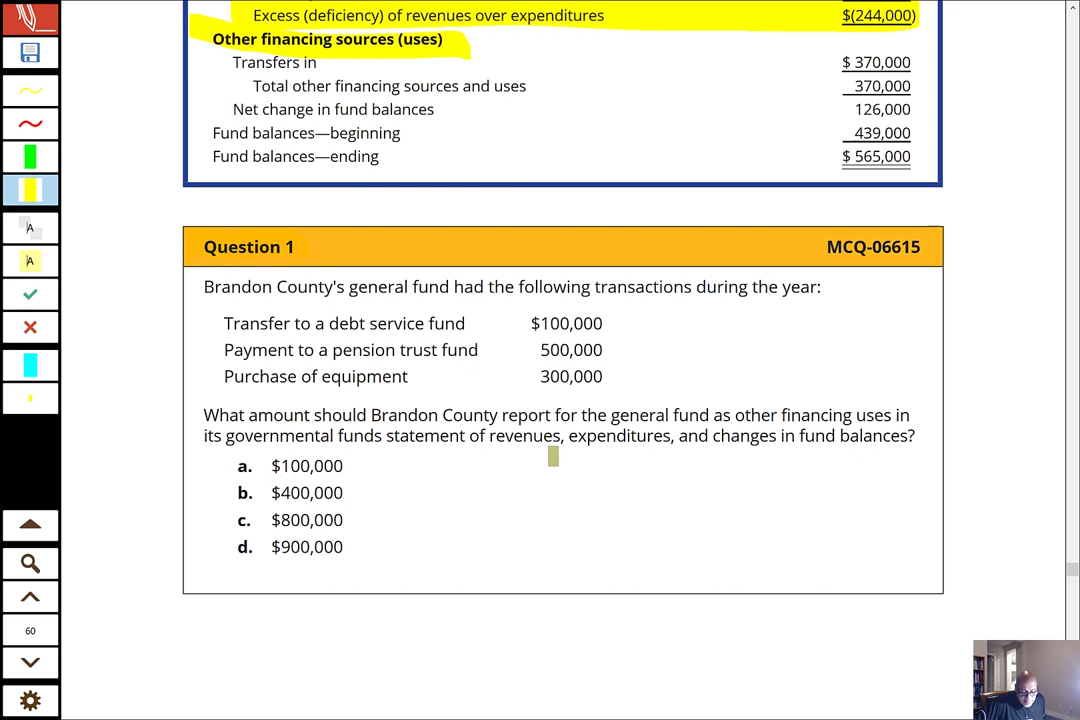 Excess (deficiency) of revenues over expenditures $(244,000)
Other financing sources (uses)
Transfers in $ 370,000
Total other financing sources and uses 370,000
Net change in fund balances 126,000
Fund balances—beginning 439,000
Fund balances—ending $ 565,000
Question 1 MCQ-06615
Brandon County's general fund had the following transactions during the year:
Transfer to a debt service fund $100,000
Payment to a pension trust fund 500,000
Purchase of equipment 300,000
What amount should Brandon County report for the general fund as other financing uses in
its governmental funds statement of revenues, expenditures, and changes in fund balances?
a. $100,000
b. $400,000
c. $800,000
d. $900,000
A
A
60